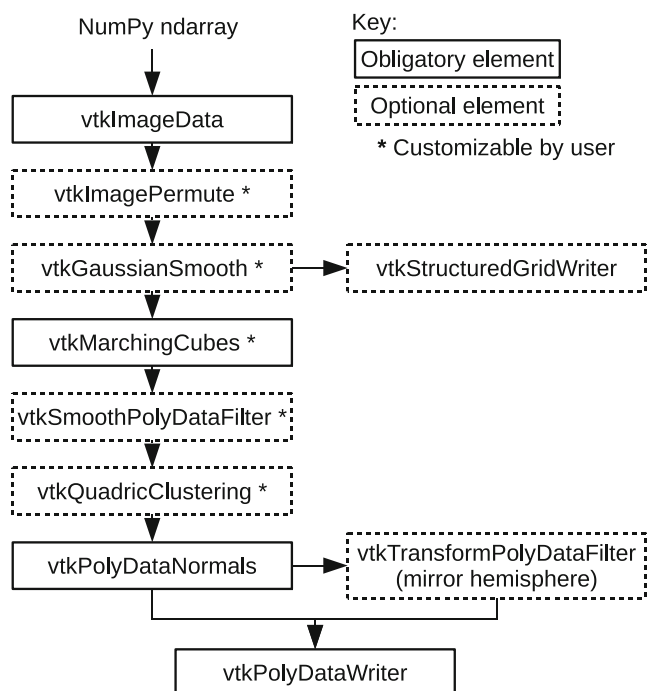 NumPy ndarray
Key:
Obligatory element
Optional element
* Customizable by user
vtkImageData
vtkImagePermute *
vtkGaussianSmooth *
vtkStructuredGridWriter
vtkMarchingCubes *
vtkSmoothPolyDataFilter *
vtkQuadricClustering *
vtkPolyDataNormals
vtkTransformPolyDataFilter
(mirror hemisphere)
vtkPolyDataWriter